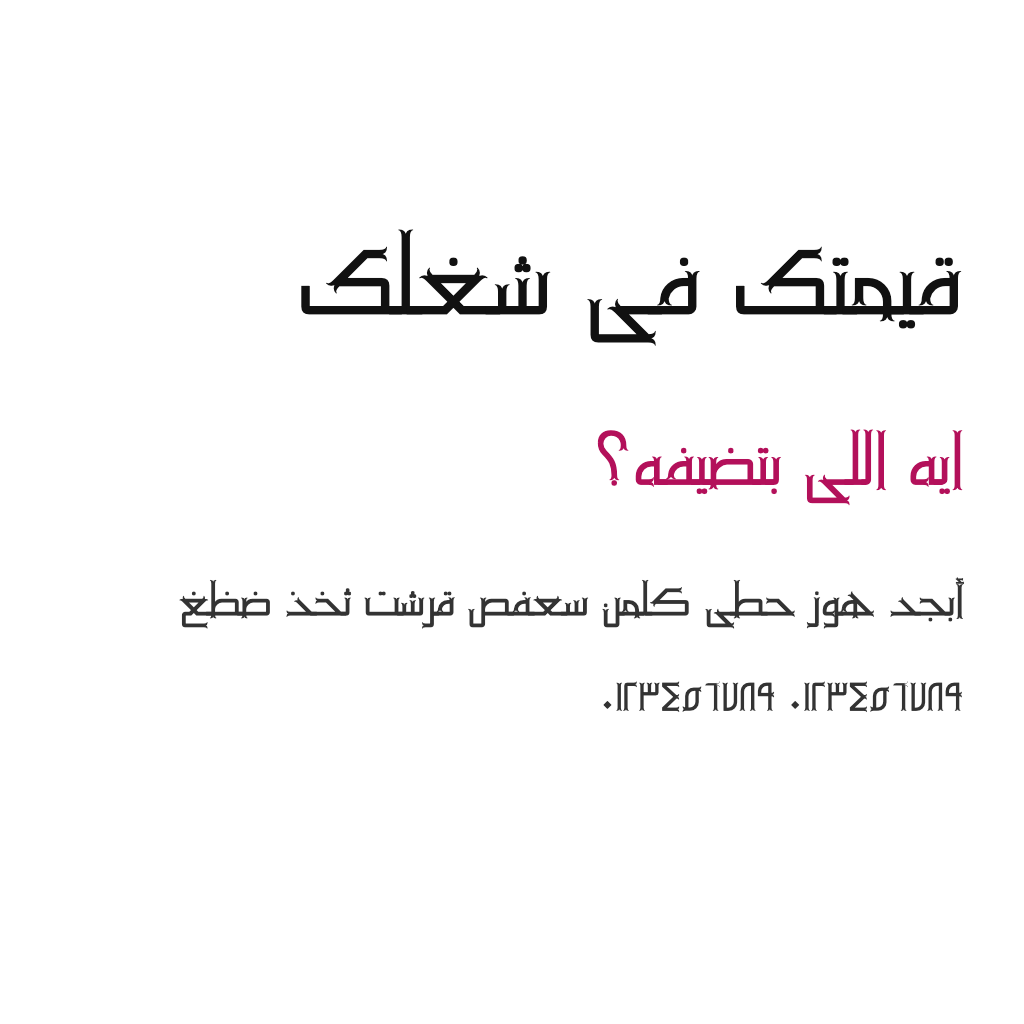 قيمتك فى شغلك
ايه اللى بتضيفه؟
أبجد هوز حطى كلمن سعفص قرشت ثخذ ضظغ
٠١٢٣٤٥٦٧٨٩ ٠١٢٣٤٥٦٧٨٩